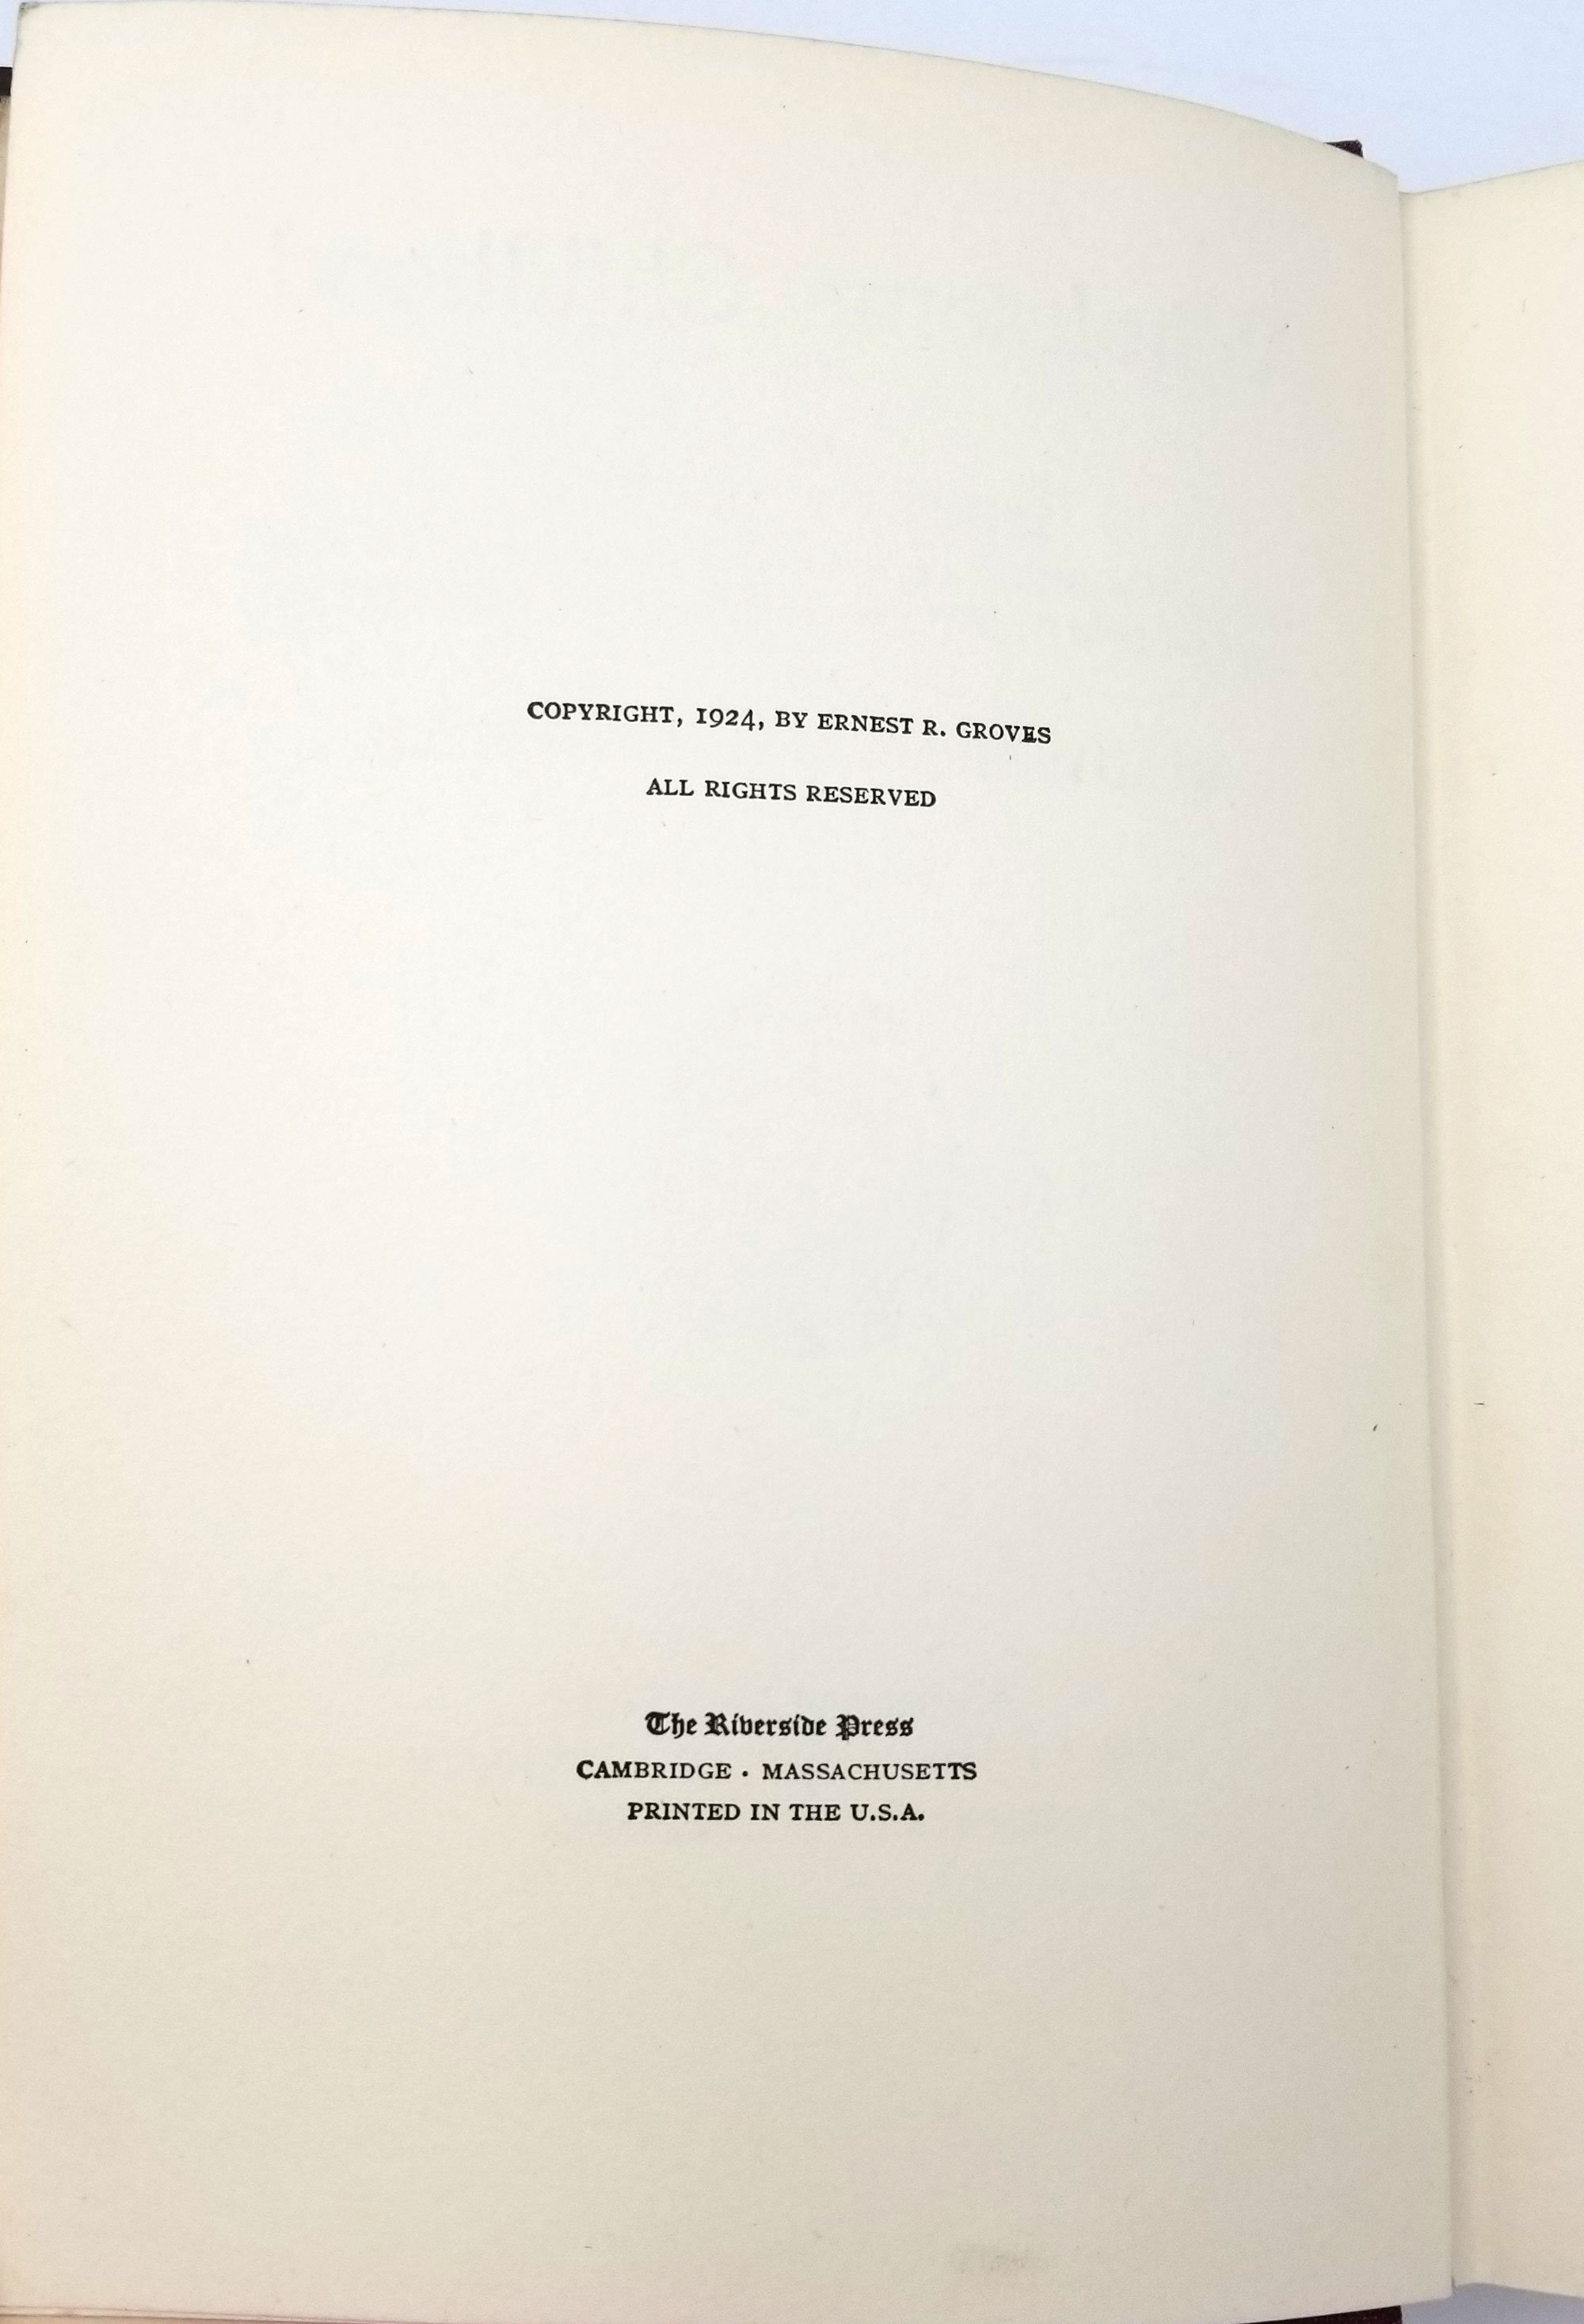 COPYRIGHT, 1924, BY ERNEST R. GROVES
ALL RIGHTS RESERVED
The Riverside Press
CAMBRIDGE · MASSACHUSETTS
PRINTED IN THE U.S.A.